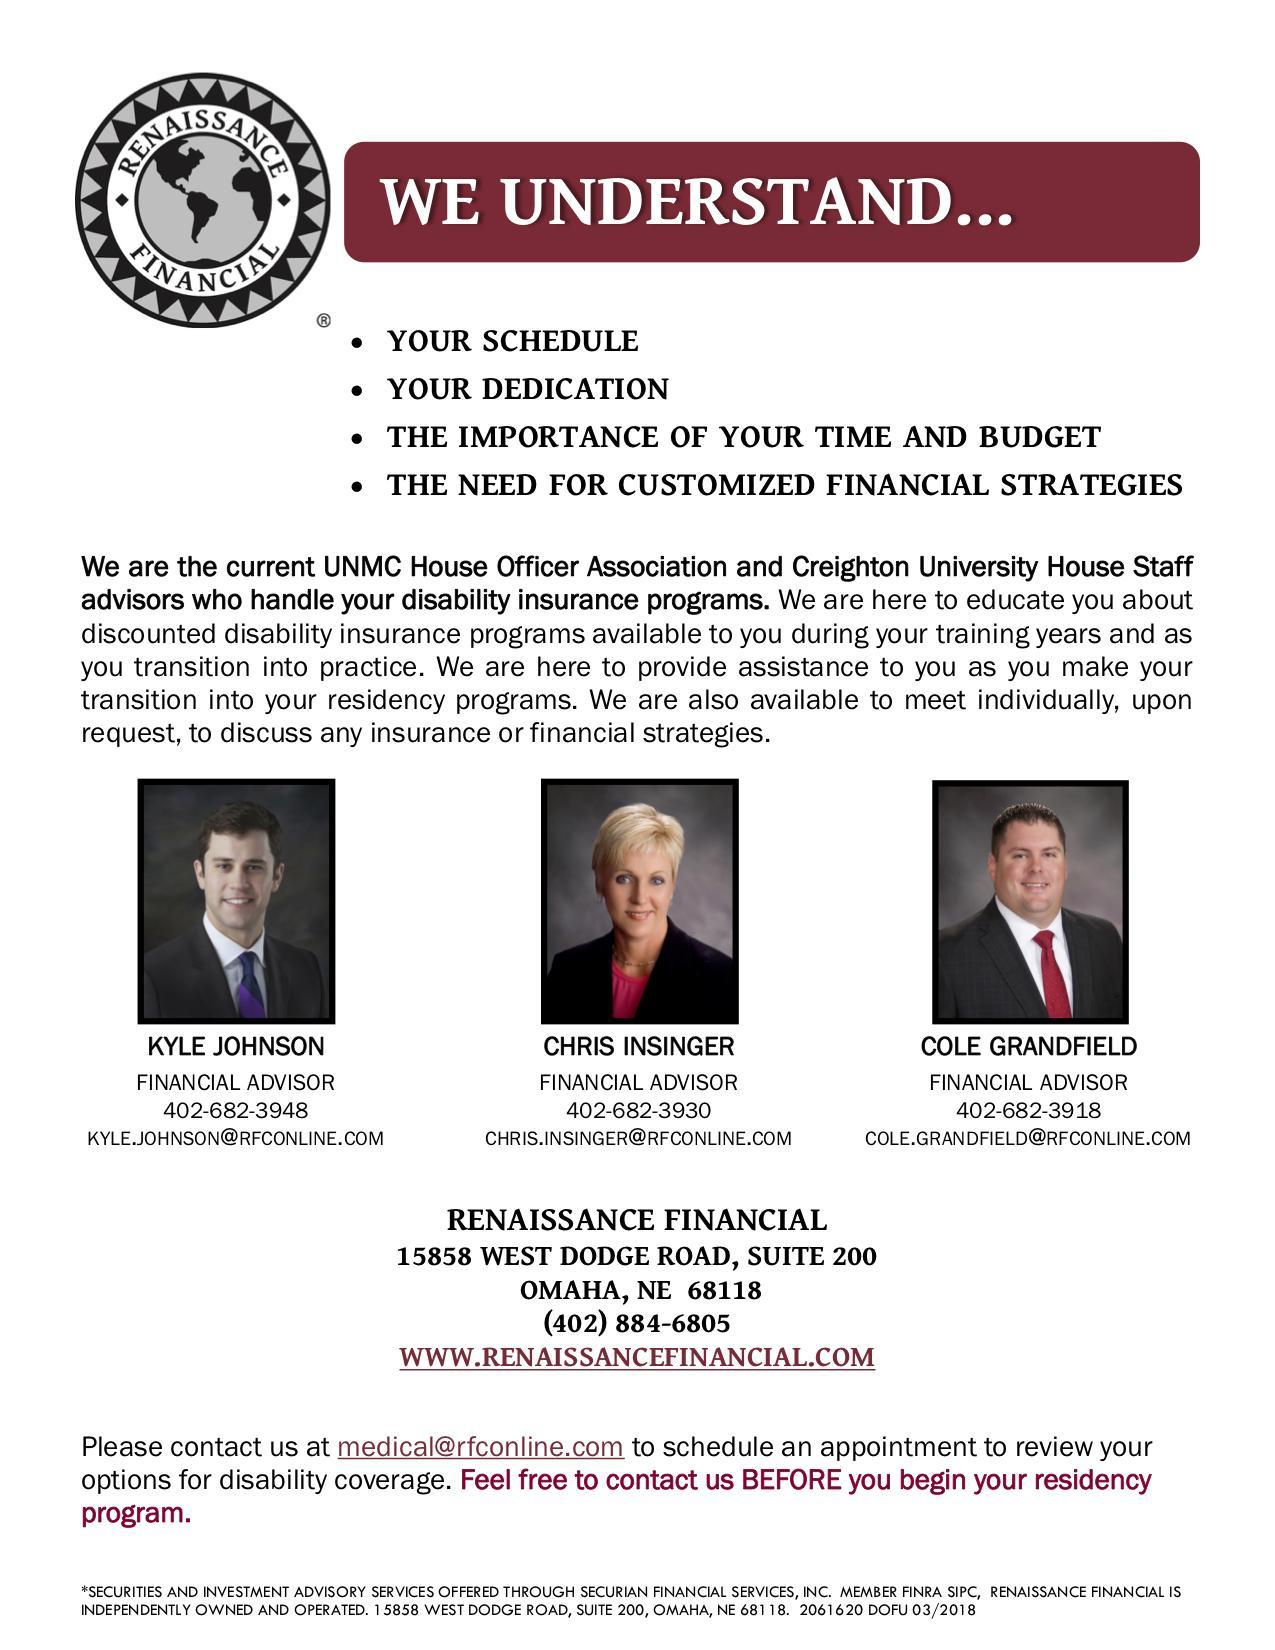 RENAISSANCE
FINANCIAL
®
WE UNDERSTAND...
• YOUR SCHEDULE
• YOUR DEDICATION
• THE IMPORTANCE OF YOUR TIME AND BUDGET
• THE NEED FOR CUSTOMIZED FINANCIAL STRATEGIES
We are the current UNMC House Officer Association and Creighton University House Staff
advisors who handle your disability insurance programs. We are here to educate you about
discounted disability insurance programs available to you during your training years and as
you transition into practice. We are here to provide assistance to you as you make your
transition into your residency programs. We are also available to meet individually, upon
request, to discuss any insurance or financial strategies.
KYLE JOHNSON
FINANCIAL ADVISOR
402-682-3948
KYLE.JOHNSON@RFCONLINE.COM
CHRIS INSINGER
FINANCIAL ADVISOR
402-682-3930
CHRIS.INSINGER@RFCONLINE.COM
COLE GRANDFIELD
FINANCIAL ADVISOR
402-682-3918
COLE.GRANDFIELD@RFCONLINE.COM
RENAISSANCE FINANCIAL
15858 WEST DODGE ROAD, SUITE 200
OMAHA, NE 68118
(402) 884-6805
WWW.RENAISSANCEFINANCIAL.COM
Please contact us at medical@rfconline.com to schedule an appointment to review your
options for disability coverage. Feel free to contact us BEFORE you begin your residency
program.
*SECURITIES AND INVESTMENT ADVISORY SERVICES OFFERED THROUGH SECURIAN FINANCIAL SERVICES, INC. MEMBER FINRA SIPC, RENAISSANCE FINANCIAL IS
INDEPENDENTLY OWNED AND OPERATED. 15858 WEST DODGE ROAD, SUITE 200, OMAHA, NE 68118. 2061620 DOFU 03/2018